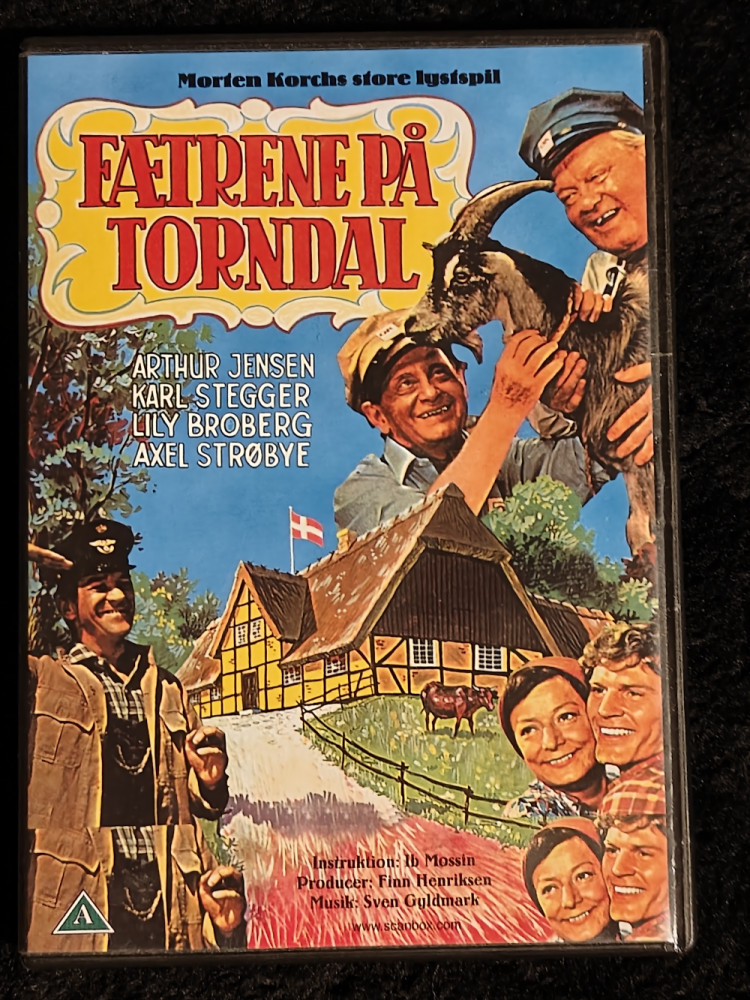 Morten Korchs store lystspil
FÆTRENE PÅ
TORNDAL
ARTHUR JENSEN
KARL STEGGER
LILY BROBERG
AXEL STRØBYE
Instruktion: Ib Mossin
Producer: Finn Henriksen
Musik: Sven Gyldmark
www.scanbox.com
A